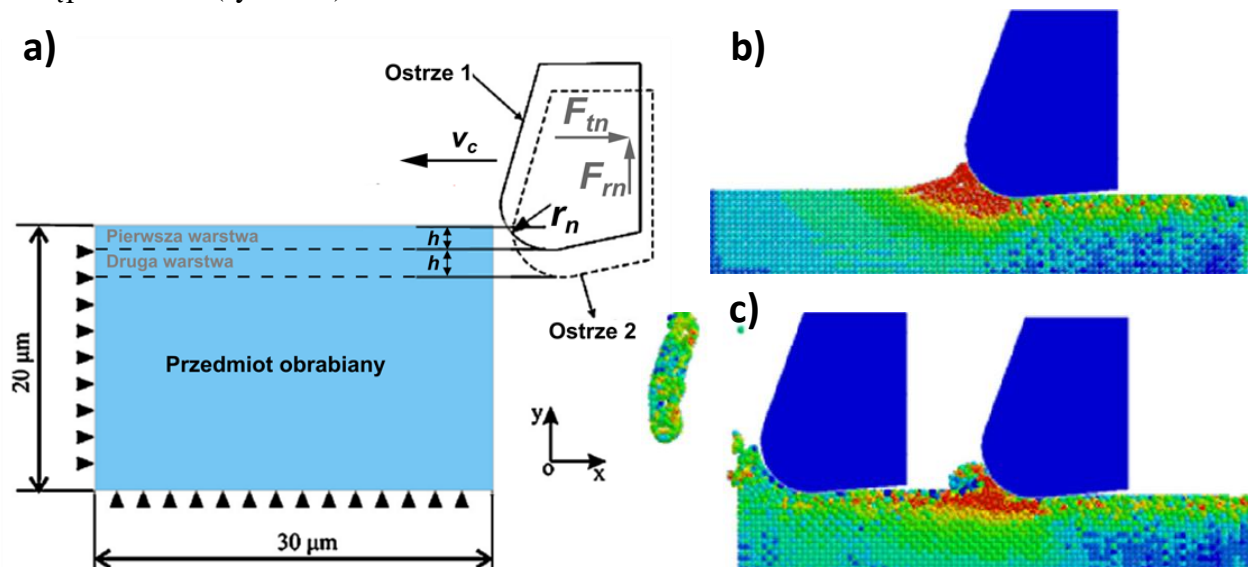 a)
Ostrze 1
F_tn
v_c
F_rn
r_n
Pierwsza warstwa
h
Druga warstwa
h
Ostrze 2
Przedmiot obrabiany
20 μm
y
o
x
30 μm
b)
c)